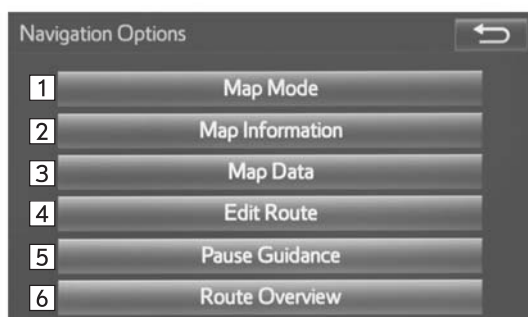 Navigation Options
1 Map Mode
2 Map Information
3 Map Data
4 Edit Route
5 Pause Guidance
6 Route Overview